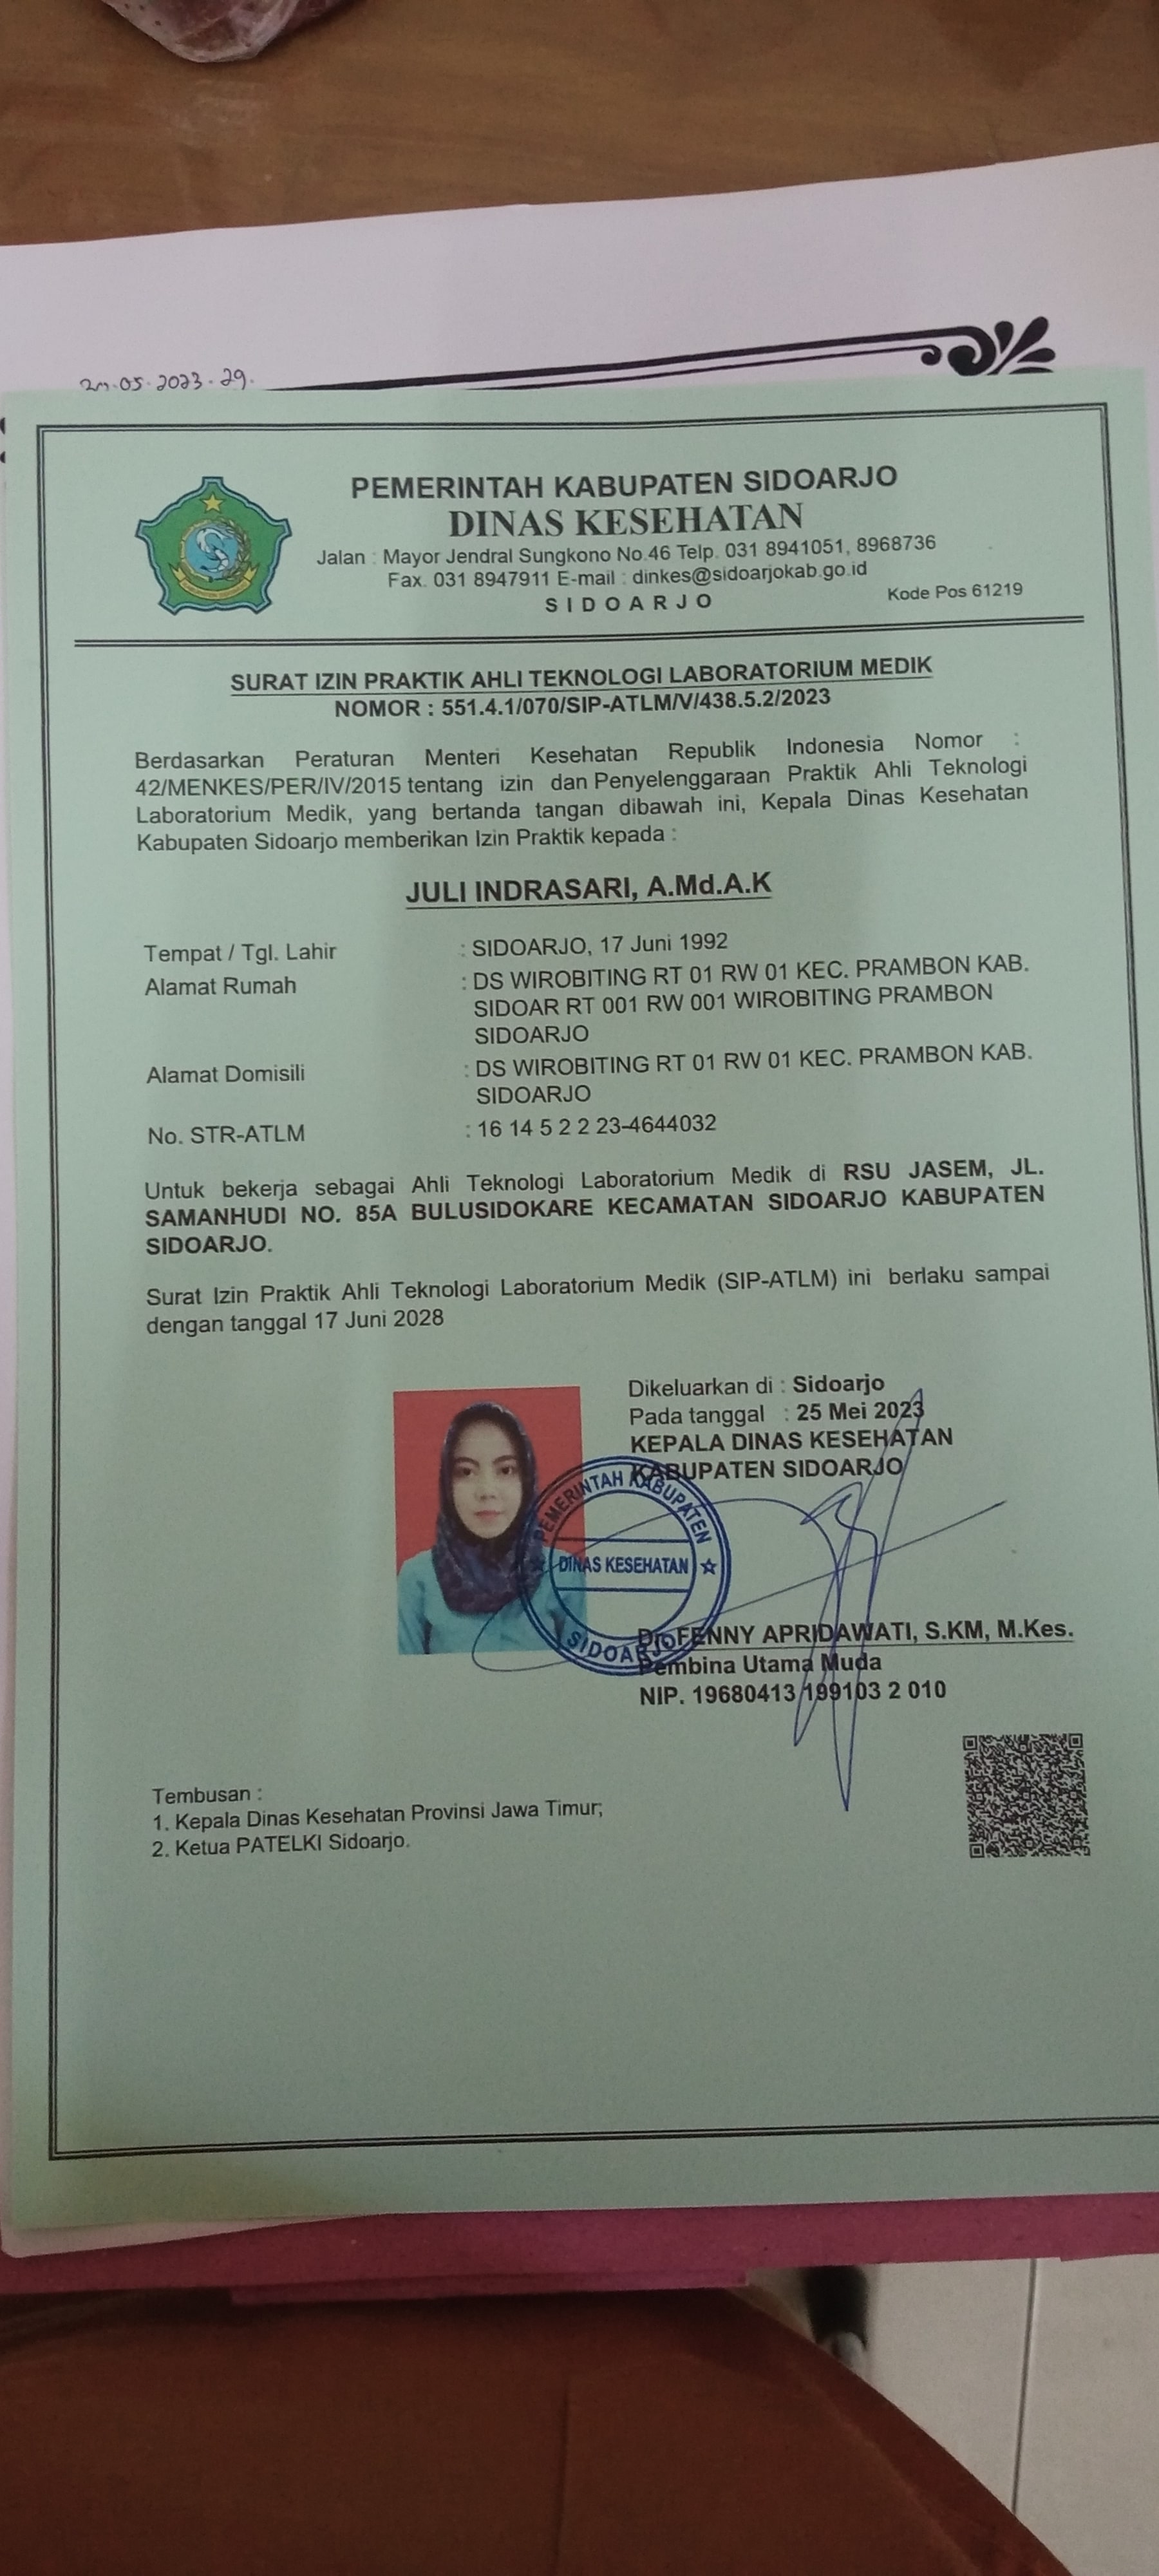 05.2023.29.
PEMERINTAH KABUPATEN SIDOARJO
DINAS KESEHATAN
Jalan : Mayor Jendral Sungkono No.46 Telp. 031 8941051, 8968736
Fax. 031 8947911 E-mail : dinkes@sidoarjokab.go.id
SIDOARJO
Kode Pos 61219
SURAT IZIN PRAKTIK AHLI TEKNOLOGI LABORATORIUM MEDIK
NOMOR : 551.4.1/070/SIP-ATLM/V/438.5.2/2023
Berdasarkan Peraturan Menteri Kesehatan Republik Indonesia Nomor :
42/MENKES/PER/IV/2015 tentang izin dan Penyelenggaraan Praktik Ahli Teknologi
Laboratorium Medik, yang bertanda tangan dibawah ini, Kepala Dinas Kesehatan
Kabupaten Sidoarjo memberikan Izin Praktik kepada :
JULI INDRASARI, A.Md.A.K
Tempat / Tgl. Lahir : SIDOARJO, 17 Juni 1992
Alamat Rumah : DS WIROBITING RT 01 RW 01 KEC. PRAMBON KAB.
SIDOAR RT 001 RW 001 WIROBITING PRAMBON
SIDOARJO
Alamat Domisili : DS WIROBITING RT 01 RW 01 KEC. PRAMBON KAB.
SIDOARJO
No. STR-ATLM : 16 14 5 2 2 23-4644032
Untuk bekerja sebagai Ahli Teknologi Laboratorium Medik di RSU JASEM, JL.
SAMANHUDI NO. 85A BULUSIDOKARE KECAMATAN SIDOARJO KABUPATEN
SIDOARJO.
Surat Izin Praktik Ahli Teknologi Laboratorium Medik (SIP-ATLM) ini berlaku sampai
dengan tanggal 17 Juni 2028
Dikeluarkan di : Sidoarjo
Pada tanggal : 25 Mei 2023
KEPALA DINAS KESEHATAN
KABUPATEN SIDOARJO
PEMERINTAH KABUPATEN
DINAS KESEHATAN
SIDOARJO
FENNY APRIDAWATI, S.KM, M.Kes.
Pembina Utama Muda
NIP. 19680413 199103 2 010
Tembusan :
1. Kepala Dinas Kesehatan Provinsi Jawa Timur;
2. Ketua PATELKI Sidoarjo.